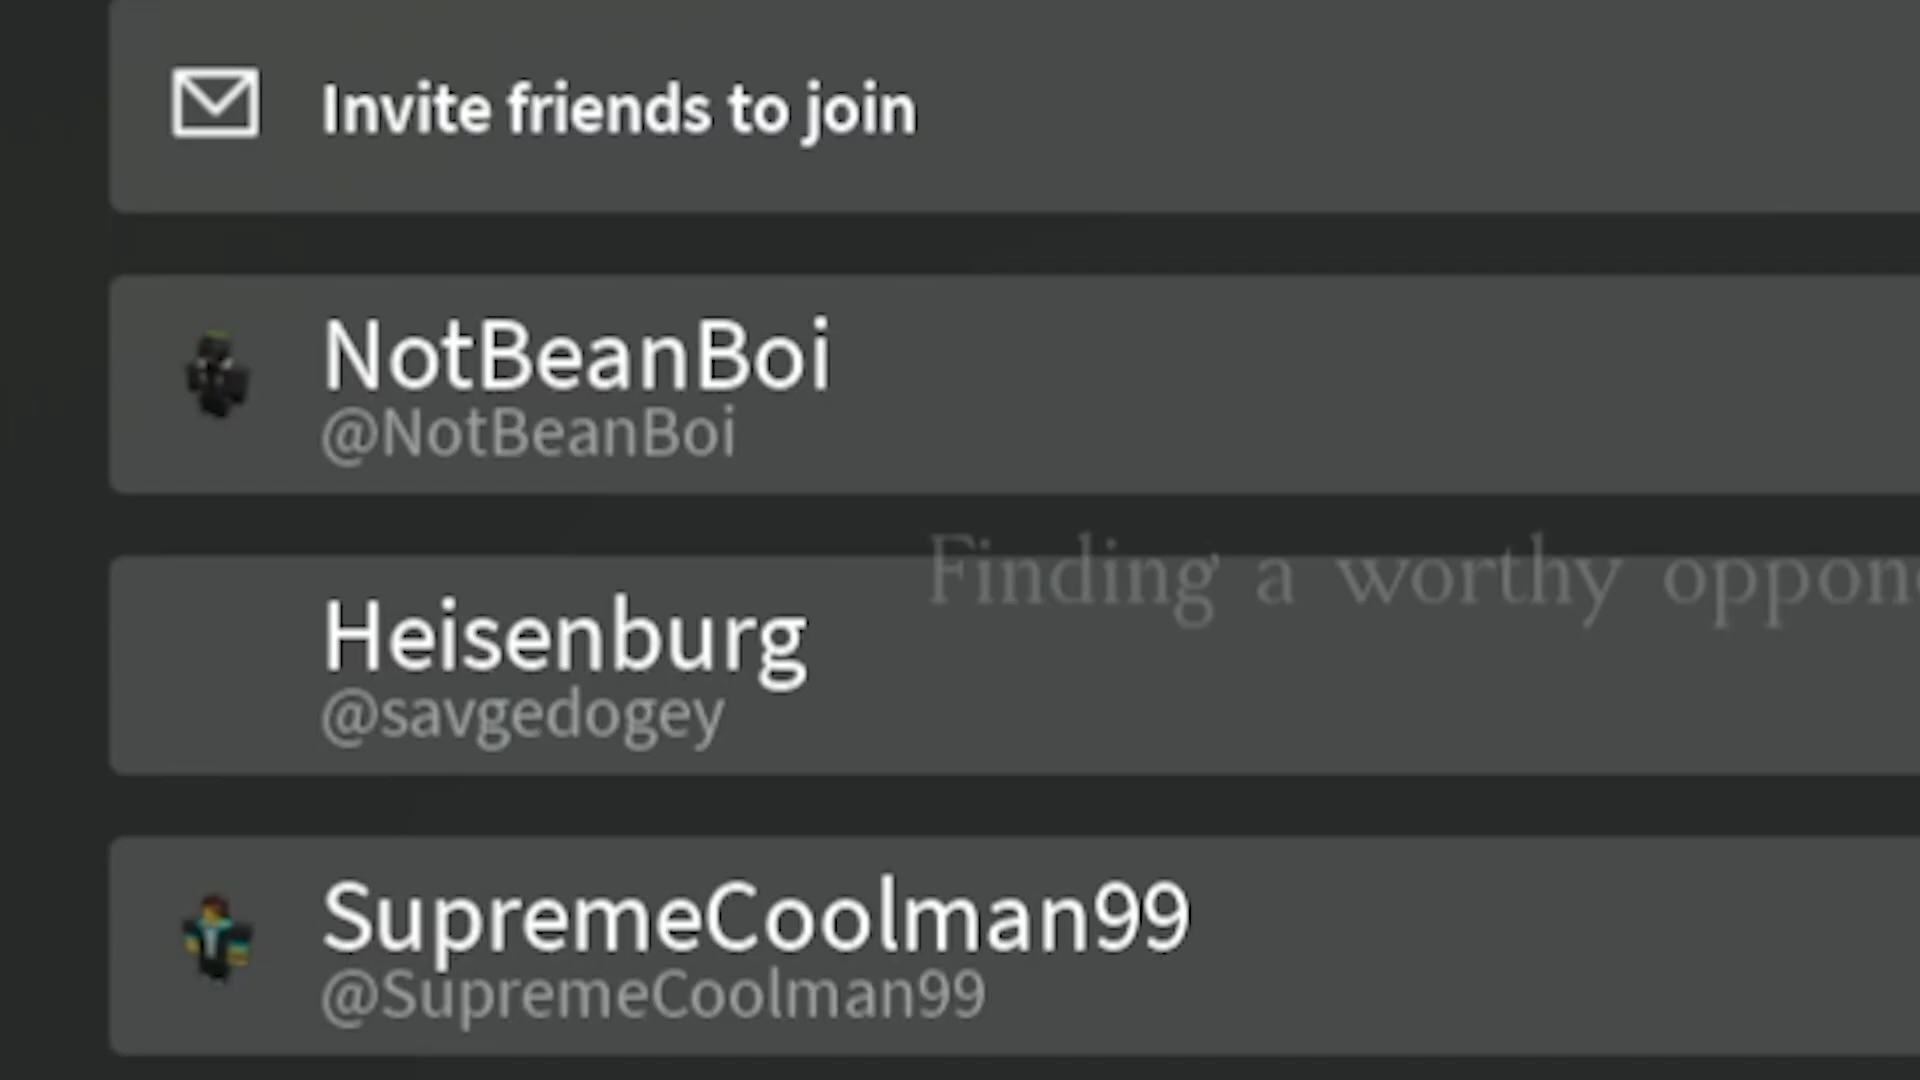 Invite friends to join
NotBeanBoi
@NotBeanBoi
Finding a worthy
Heisenburg
@savgedogey
SupremeCoolman99
@SupremeCoolman99